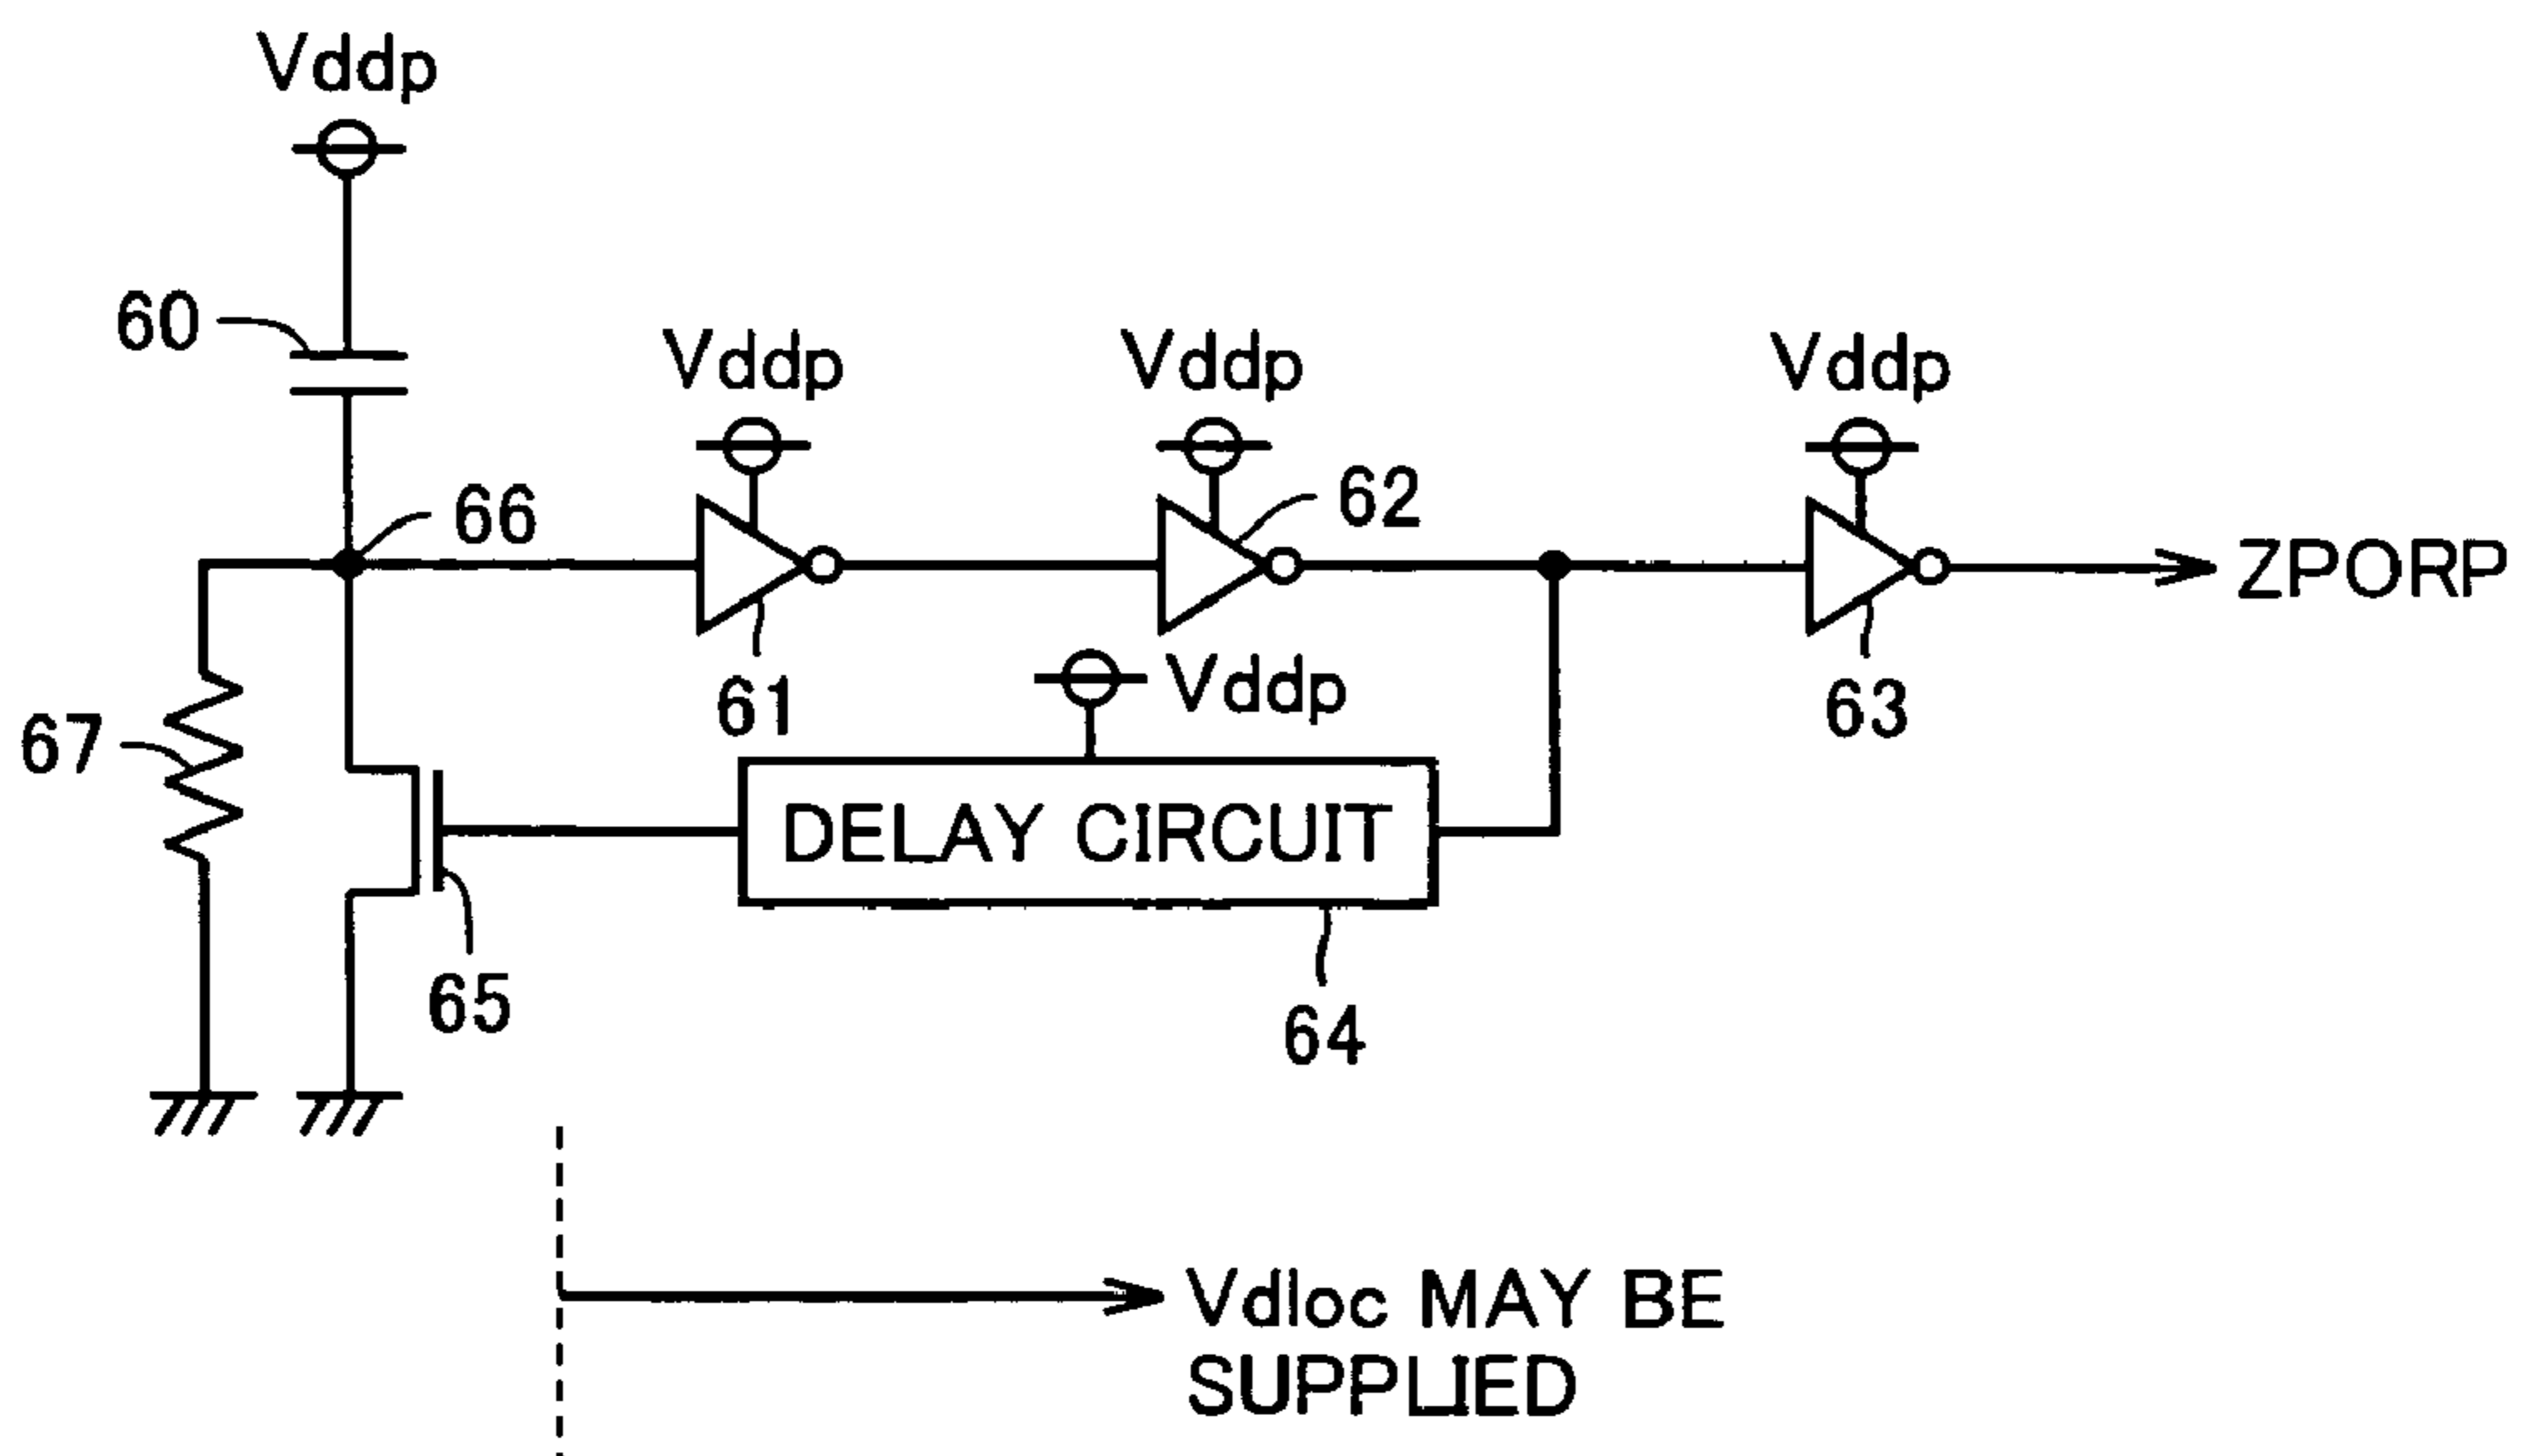 Vddp
60
Vddp
Vddp
Vddp
66
62
ZPORP
61
Vddp
63
67
DELAY CIRCUIT
65
64
Vdloc MAY BE
SUPPLIED